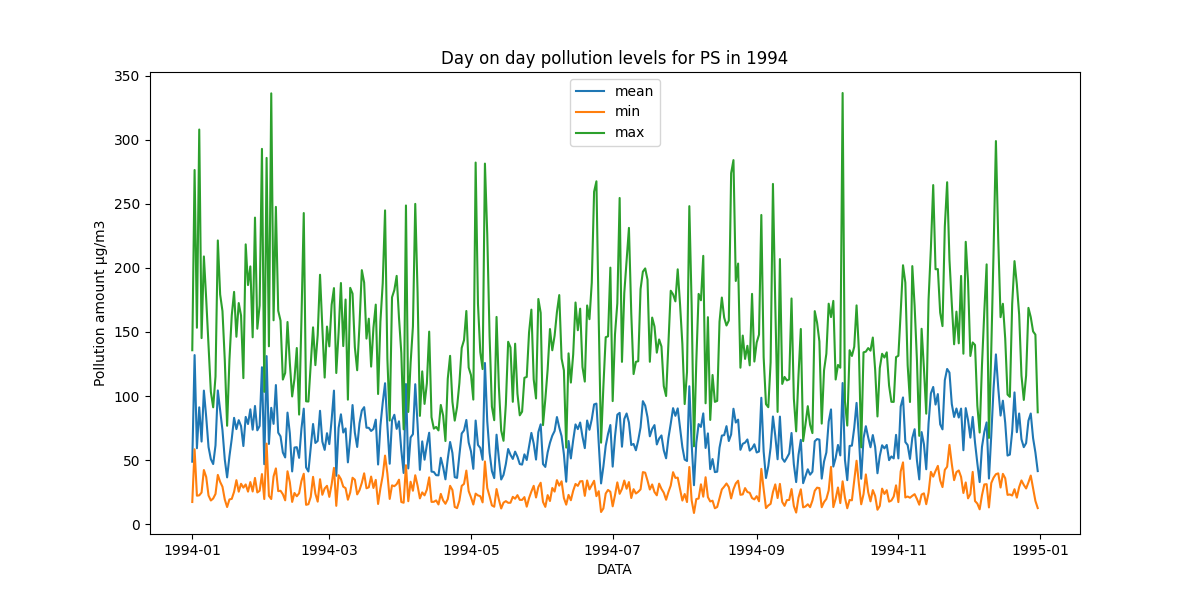 Day on day pollution levels for PS in 1994
350
300
250
200
150
100
50
0
Pollution amount μg/m3
mean
min
max
1994-01
1994-03
1994-05
1994-07
1994-09
1994-11
1995-01
DATA